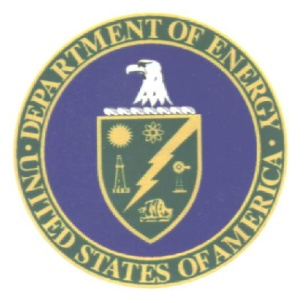 · DEPARTMENT OF ENERGY ·
UNITED STATES OF AMERICA